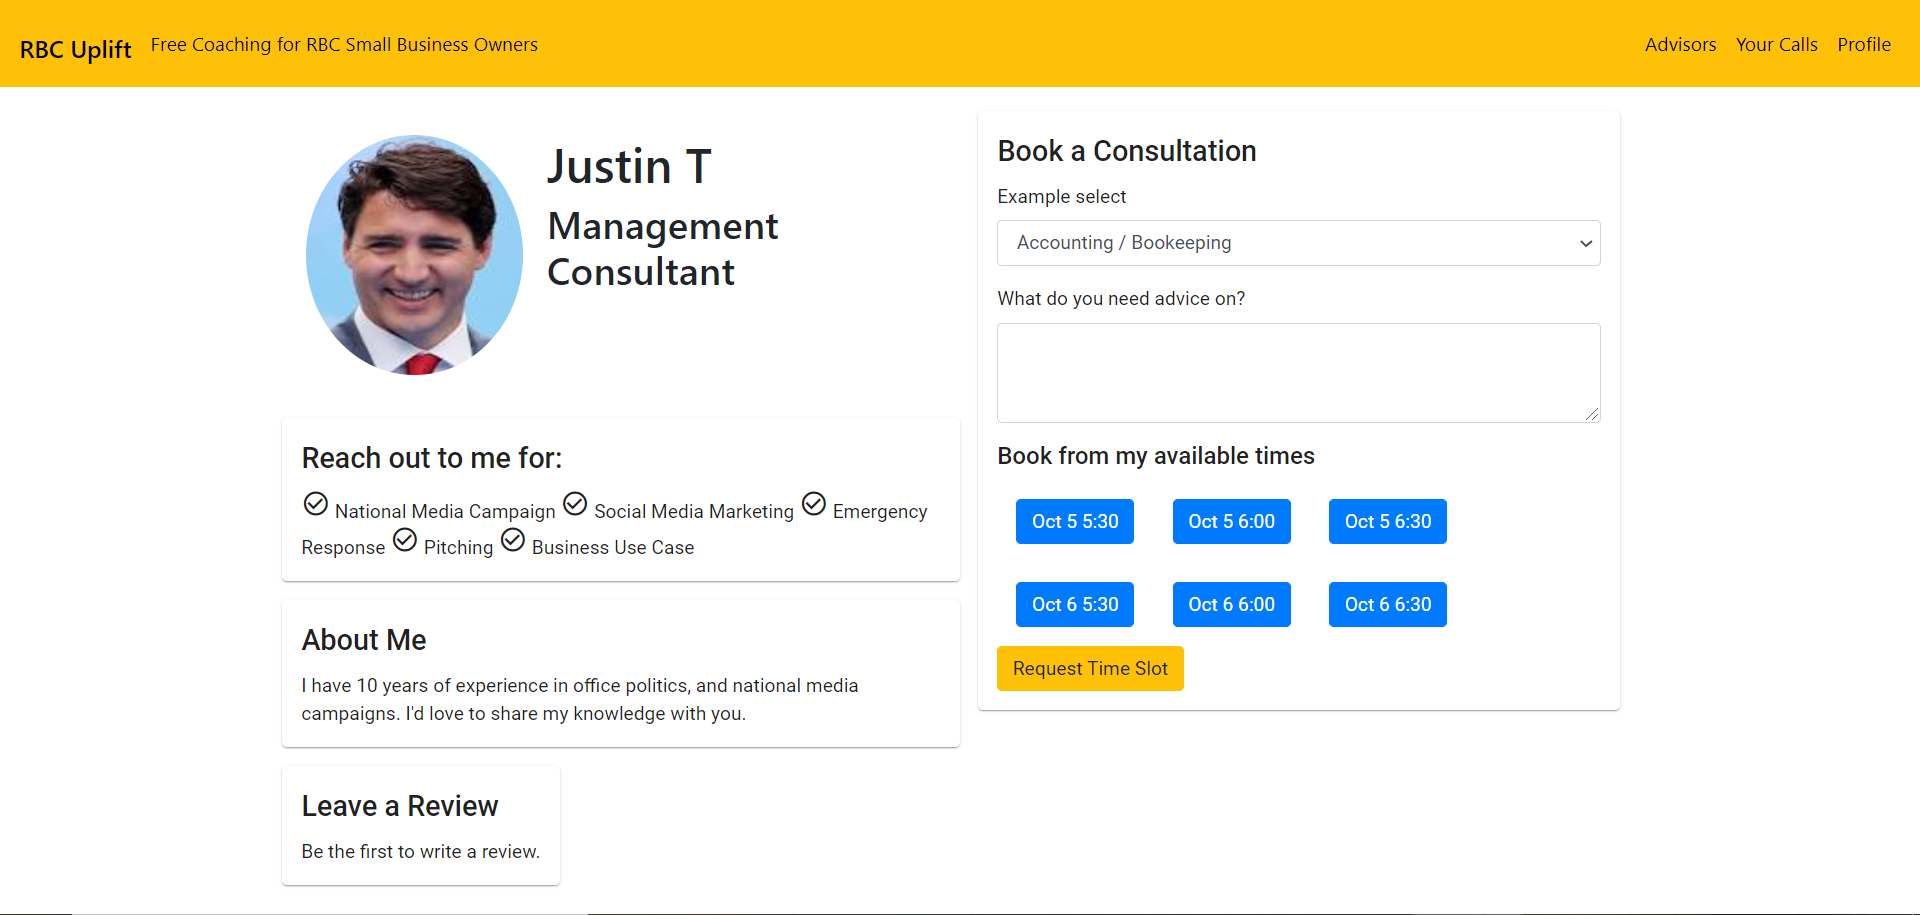 RBC Uplift Free Coaching for RBC Small Business Owners Advisors Your Calls Profile
Justin T
Management
Consultant
Reach out to me for:
National Media Campaign Social Media Marketing Emergency
Response Pitching Business Use Case
About Me
I have 10 years of experience in office politics, and national media
campaigns. I'd love to share my knowledge with you.
Leave a Review
Be the first to write a review.
Book a Consultation
Example select
Accounting / Bookeeping
What do you need advice on?
Book from my available times
Oct 5 5:30 Oct 5 6:00 Oct 5 6:30
Oct 6 5:30 Oct 6 6:00 Oct 6 6:30
Request Time Slot